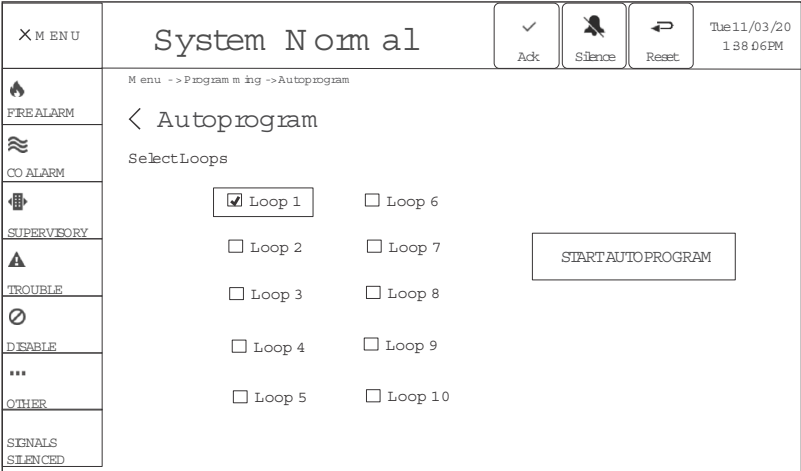 MENU
System Normal
Ack
Silence
Reset
Tue 11/03/20
1:38:06 PM
Menu -> Programming -> Autoprogram
FIRE ALARM
CO ALARM
SUPERVISORY
TROUBLE
DISABLE
OTHER
SIGNALS
SILENCED
Autoprogram
Select Loops
Loop 1
Loop 6
Loop 2
Loop 7
Loop 3
Loop 8
Loop 4
Loop 9
Loop 5
Loop 10
START AUTOPROGRAM